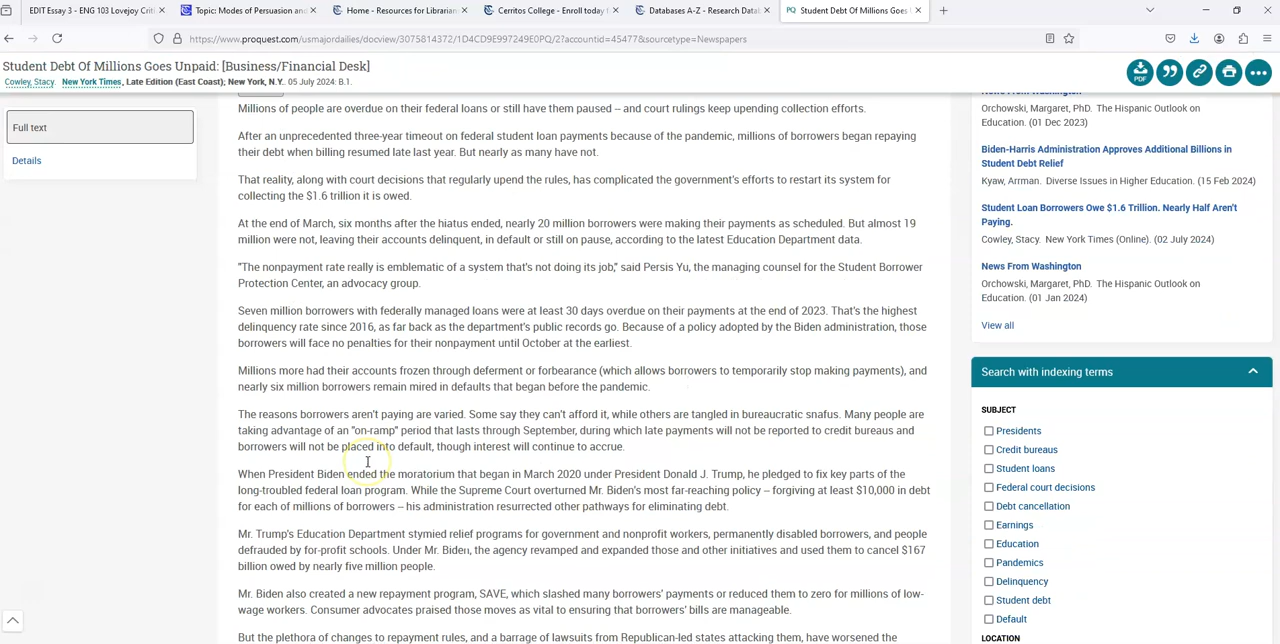 EDIT Essay 3 - ENG 103 Lovejoy Criti
Topic: Modes of Persuasion and
Home - Resources for Librarian
Cerritos College - Enroll today f
Databases A-Z - Research Datab
PQ Student Debt Of Millions Goes
https://www.proquest.com/usmajordailies/docview/3075814372/1D4CD9E997249E0PQ/2?accountid=45477&sourcetype=Newspapers
Student Debt Of Millions Goes Unpaid: [Business/Financial Desk]
Cowley, Stacy. New York Times, Late Edition (East Coast); New York, N.Y.. 05 July 2024: B.1.
PDF
Full text
Details
Millions of people are overdue on their federal loans or still have them paused -- and court rulings keep upending collection efforts.
After an unprecedented three-year timeout on federal student loan payments because of the pandemic, millions of borrowers began repaying
their debt when billing resumed late last year. But nearly as many have not.
That reality, along with court decisions that regularly upend the rules, has complicated the government's efforts to restart its system for
collecting the $1.6 trillion it is owed.
At the end of March, six months after the hiatus ended, nearly 20 million borrowers were making their payments as scheduled. But almost 19
million were not, leaving their accounts delinquent, in default or still on pause, according to the latest Education Department data.
"The nonpayment rate really is emblematic of a system that's not doing its job," said Persis Yu, the managing counsel for the Student Borrower
Protection Center, an advocacy group.
Seven million borrowers with federally managed loans were at least 30 days overdue on their payments at the end of 2023. That's the highest
delinquency rate since 2016, as far back as the department's public records go. Because of a policy adopted by the Biden administration, those
borrowers will face no penalties for their nonpayment until October at the earliest.
Millions more had their accounts frozen through deferment or forbearance (which allows borrowers to temporarily stop making payments), and
nearly six million borrowers remain mired in defaults that began before the pandemic.
The reasons borrowers aren't paying are varied. Some say they can't afford it, while others are tangled in bureaucratic snafus. Many people are
taking advantage of an "on-ramp" period that lasts through September, during which late payments will not be reported to credit bureaus and
borrowers will not be placed into default, though interest will continue to accrue.
When President Biden ended the moratorium that began in March 2020 under President Donald J. Trump, he pledged to fix key parts of the
long-troubled federal loan program. While the Supreme Court overturned Mr. Biden's most far-reaching policy -- forgiving at least $10,000 in debt
for each of millions of borrowers -- his administration resurrected other pathways for eliminating debt.
Mr. Trump's Education Department stymied relief programs for government and nonprofit workers, permanently disabled borrowers, and people
defrauded by for-profit schools. Under Mr. Biden, the agency revamped and expanded those and other initiatives and used them to cancel $167
billion owed by nearly five million people.
Mr. Biden also created a new repayment program, SAVE, which slashed many borrowers' payments or reduced them to zero for millions of low-
wage workers. Consumer advocates praised those moves as vital to ensuring that borrowers' bills are manageable.
But the plethora of changes to repayment rules, and a barrage of lawsuits from Republican-led states attacking them, have worsened the
News From Washington
Orchowski, Margaret, PhD. The Hispanic Outlook on
Education. (01 Dec 2023)
Biden-Harris Administration Approves Additional Billions in
Student Debt Relief
Kyaw, Arrman. Diverse Issues in Higher Education. (15 Feb 2024)
Student Loan Borrowers Owe $1.6 Trillion. Nearly Half Aren't
Paying.
Cowley, Stacy. New York Times (Online). (02 July 2024)
News From Washington
Orchowski, Margaret, PhD. The Hispanic Outlook on
Education. (01 Jan 2024)
View all
Search with indexing terms
SUBJECT
Presidents
Credit bureaus
Student loans
Federal court decisions
Debt cancellation
Earnings
Education
Pandemics
Delinquency
Student debt
Default
LOCATION